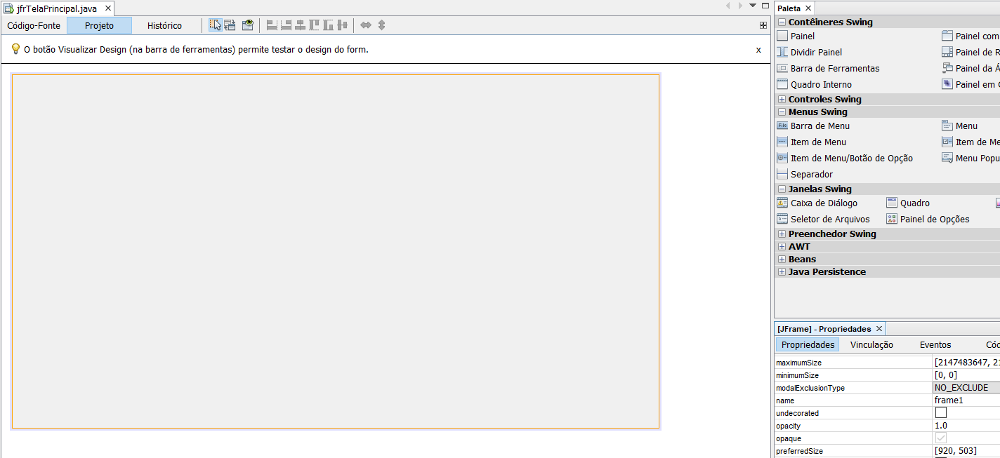 jfrTelaPrincipal.java
Código-Fonte Projeto Histórico
O botão Visualizar Design (na barra de ferramentas) permite testar o design do form. x
Paleta
Contêineres Swing
Painel Painel com
Dividir Painel Painel de R
Barra de Ferramentas Painel da Á
Quadro Interno Painel em
Controles Swing
Menus Swing
File Barra de Menu Menu
Item de Menu Item de Me
Item de Menu/Botão de Opção Menu Popu
Separador
Janelas Swing
Caixa de Diálogo Quadro
Seletor de Arquivos Painel de Opções
Preenchedor Swing
AWT
Beans
Java Persistence
[JFrame] - Propriedades
Propriedades Vinculação Eventos Cóc
maximumSize [2147483647, 21
minimumSize [0, 0]
modalExclusionType NO_EXCLUDE
name frame1
undecorated
opacity 1.0
opaque
preferredSize [920, 503]